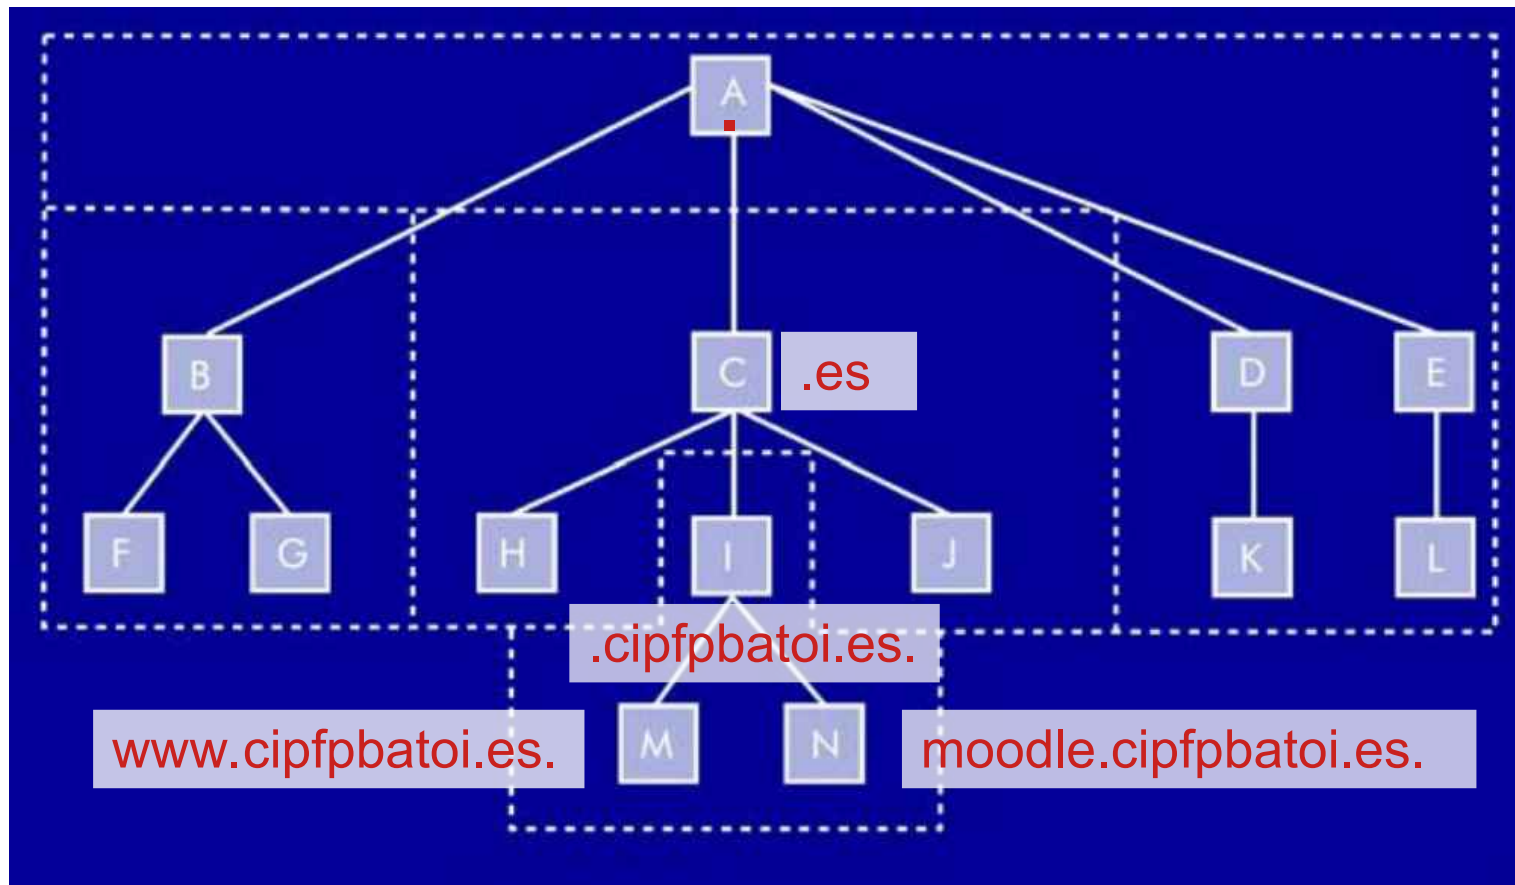 A
.
B
C
.es
D
E
F
G
H
I
J
K
L
.cipfpbatoi.es.
www.cipfpbatoi.es.
M
N
moodle.cipfpbatoi.es.